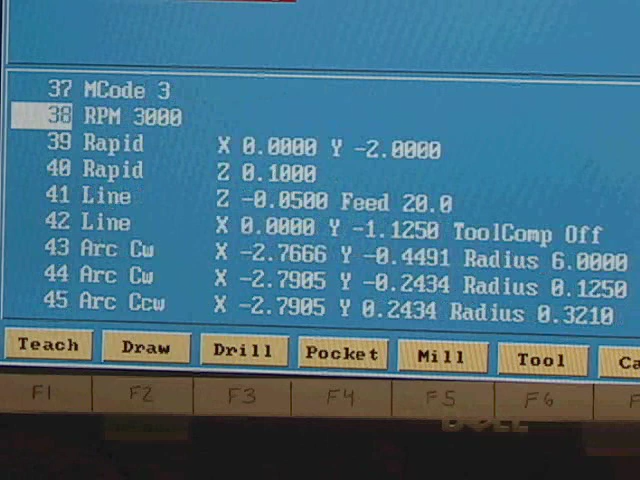 37 MCode 3
38 RPM 3000
39 Rapid X 0.0000 Y -2.0000
40 Rapid Z 0.1000
41 Line Z -0.0500 Feed 20.0
42 Line X 0.0000 Y -1.1250 ToolComp Off
43 Arc Cw X -2.7666 Y -0.4491 Radius 6.0000
44 Arc Cw X -2.7905 Y -0.2434 Radius 0.1250
45 Arc Ccw X -2.7905 Y 0.2434 Radius 0.3210
Teach Draw Drill Pocket Mill Tool Ca
F1 F2 F3 F4 F5 F6 F
DELL